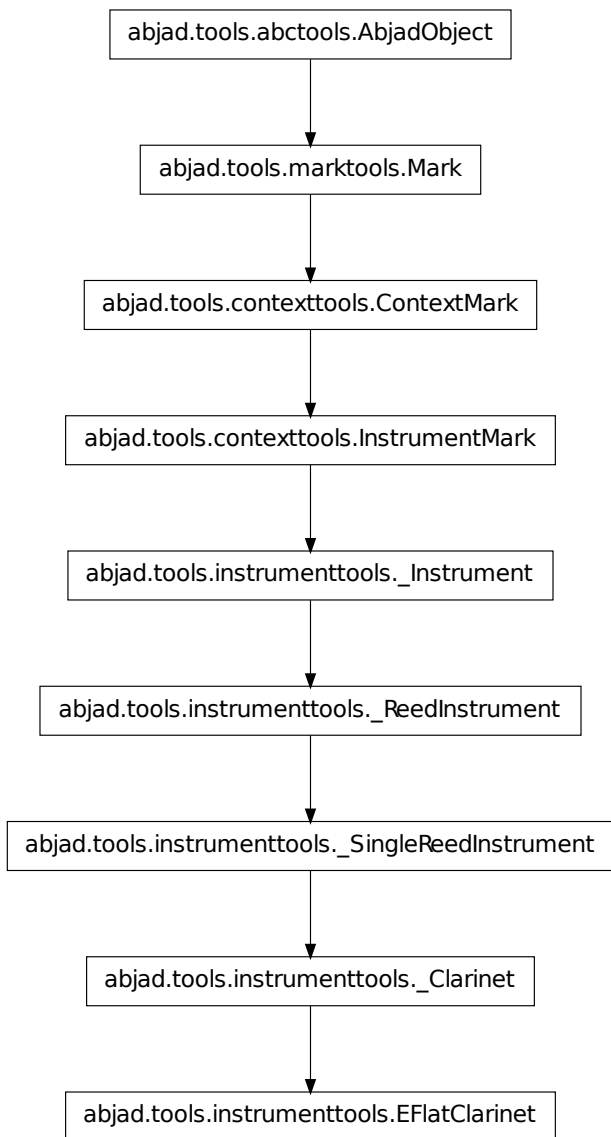 abjad.tools.abctools.AbjadObject
abjad.tools.marktools.Mark
abjad.tools.contexttools.ContextMark
abjad.tools.contexttools.InstrumentMark
abjad.tools.instrumenttools._Instrument
abjad.tools.instrumenttools._ReedInstrument
abjad.tools.instrumenttools._SingleReedInstrument
abjad.tools.instrumenttools._Clarinet
abjad.tools.instrumenttools.EFlatClarinet